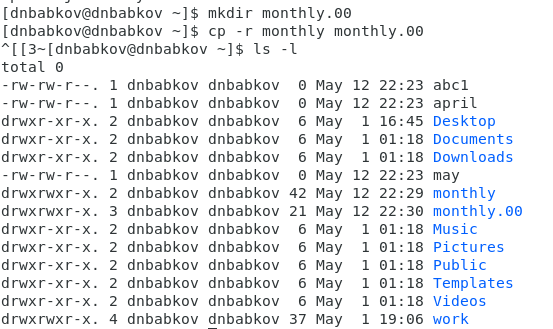 [dnbabkov@dnbabkov ~]$ mkdir monthly.00
[dnbabkov@dnbabkov ~]$ cp -r monthly monthly.00
^[[3~[dnbabkov@dnbabkov ~]$ ls -l
total 0
-rw-rw-r--. 1 dnbabkov dnbabkov  0 May 12 22:23 abc1
-rw-rw-r--. 1 dnbabkov dnbabkov  0 May 12 22:23 april
drwxr-xr-x. 2 dnbabkov dnbabkov  6 May  1 16:45 Desktop
drwxr-xr-x. 2 dnbabkov dnbabkov  6 May  1 01:18 Documents
drwxr-xr-x. 2 dnbabkov dnbabkov  6 May  1 01:18 Downloads
-rw-rw-r--. 1 dnbabkov dnbabkov  0 May 12 22:23 may
drwxrwxr-x. 2 dnbabkov dnbabkov 42 May 12 22:29 monthly
drwxrwxr-x. 3 dnbabkov dnbabkov 21 May 12 22:30 monthly.00
drwxr-xr-x. 2 dnbabkov dnbabkov  6 May  1 01:18 Music
drwxr-xr-x. 2 dnbabkov dnbabkov  6 May  1 01:18 Pictures
drwxr-xr-x. 2 dnbabkov dnbabkov  6 May  1 01:18 Public
drwxr-xr-x. 2 dnbabkov dnbabkov  6 May  1 01:18 Templates
drwxr-xr-x. 2 dnbabkov dnbabkov  6 May  1 01:18 Videos
drwxrwxr-x. 4 dnbabkov dnbabkov 37 May  1 19:06 work